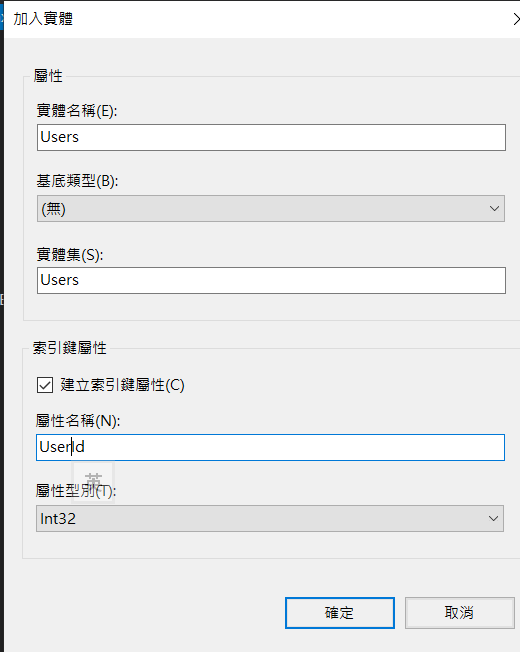 加入實體
屬性
實體名稱(E):
Users
基底類型(B):
(無)
實體集(S):
Users
索引鍵屬性
建立索引鍵屬性(C)
屬性名稱(N):
UserId
英
屬性型別(T):
Int32
確定
取消